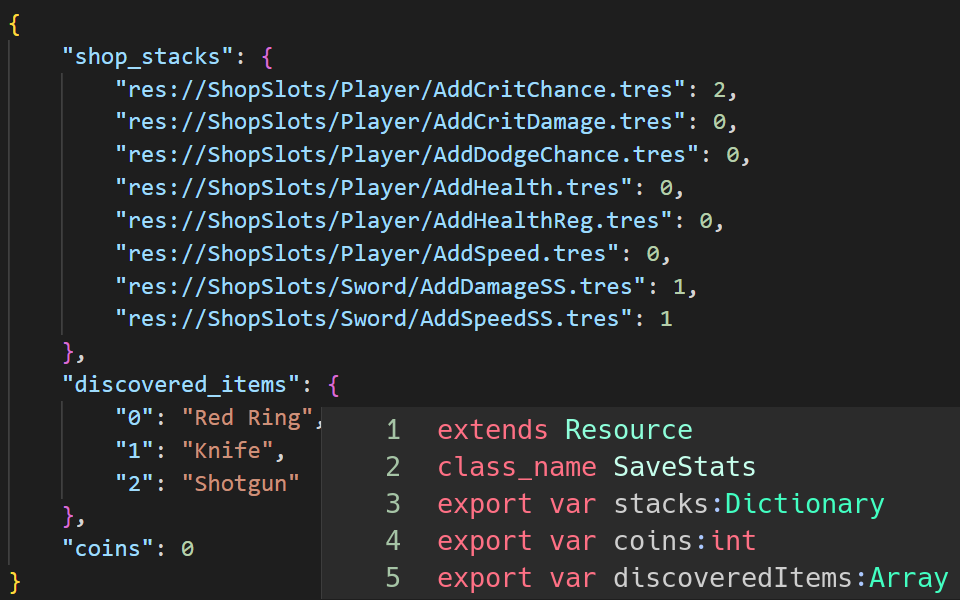 {
    "shop_stacks": {
        "res://ShopSlots/Player/AddCritChance.tres": 2,
        "res://ShopSlots/Player/AddCritDamage.tres": 0,
        "res://ShopSlots/Player/AddDodgeChance.tres": 0,
        "res://ShopSlots/Player/AddHealth.tres": 0,
        "res://ShopSlots/Player/AddHealthReg.tres": 0,
        "res://ShopSlots/Player/AddSpeed.tres": 0,
        "res://ShopSlots/Sword/AddDamageSS.tres": 1,
        "res://ShopSlots/Sword/AddSpeedSS.tres": 1
    },
    "discovered_items": {
        "0": "Red Ring",
        "1": "Knife",
        "2": "Shotgun"
    },
    "coins": 0
}
1 extends Resource
2 class_name SaveStats
3 export var stacks:Dictionary
4 export var coins:int
5 export var discoveredItems:Array